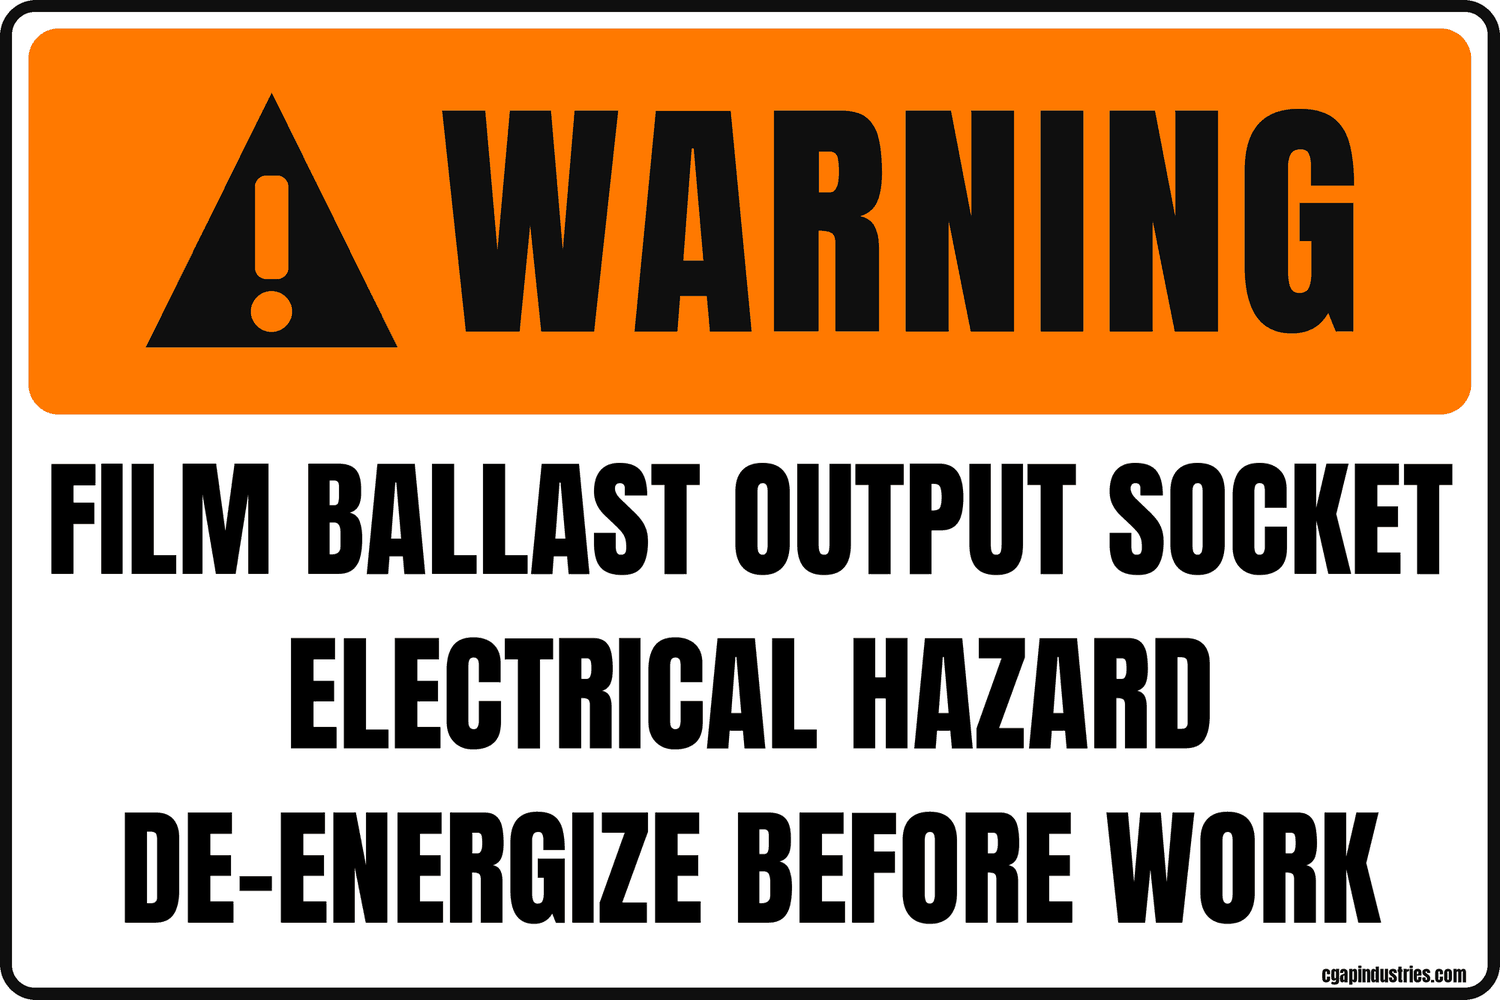 WARNING
FILM BALLAST OUTPUT SOCKET
ELECTRICAL HAZARD
DE-ENERGIZE BEFORE WORK
cgapindustries.com